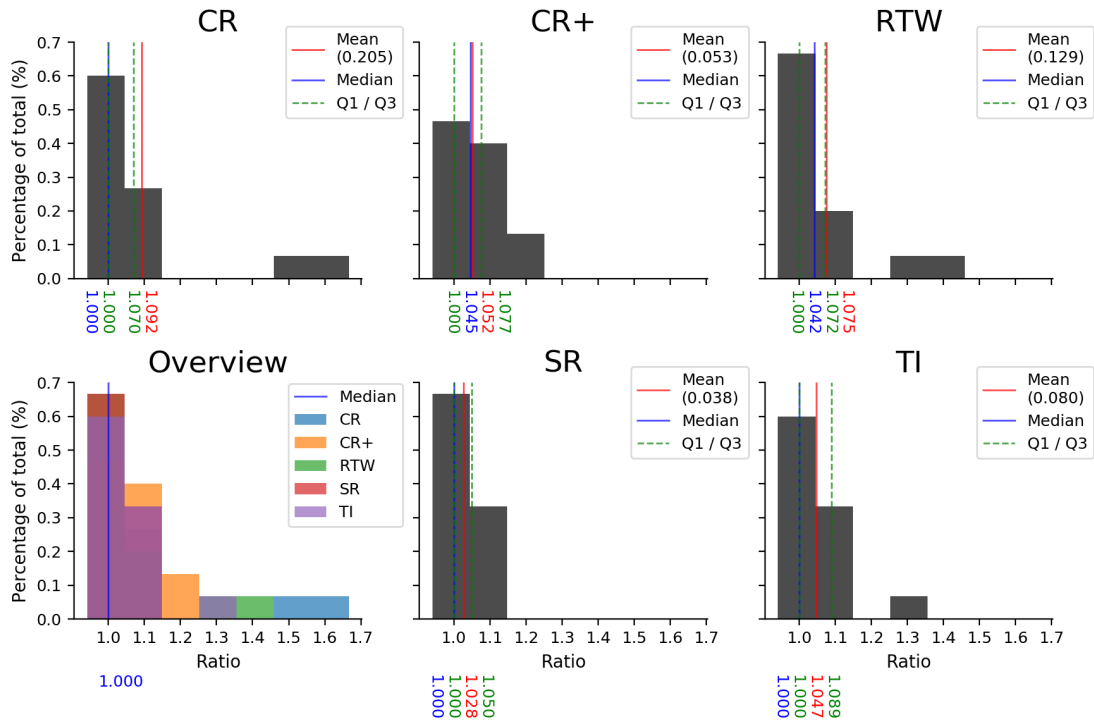 CR
CR+
RTW
Percentage of total (%)
0.7
0.6
0.5
0.4
0.3
0.2
0.1
0.0
Mean
(0.205)
Median
Q1 / Q3
Mean
(0.053)
Median
Q1 / Q3
Mean
(0.129)
Median
Q1 / Q3
1.000
1.000
1.070
1.092
1.000
1.045
1.052
1.077
1.000
1.042
1.072
1.075
Overview
SR
TI
Percentage of total (%)
0.7
0.6
0.5
0.4
0.3
0.2
0.1
0.0
Median
CR
CR+
RTW
SR
TI
Mean
(0.038)
Median
Q1 / Q3
Mean
(0.080)
Median
Q1 / Q3
1.0 1.1 1.2 1.3 1.4 1.5 1.6 1.7
1.0 1.1 1.2 1.3 1.4 1.5 1.6 1.7
1.0 1.1 1.2 1.3 1.4 1.5 1.6 1.7
Ratio
Ratio
Ratio
1.000
1.000
1.000
1.028
1.050
1.000
1.000
1.047
1.089